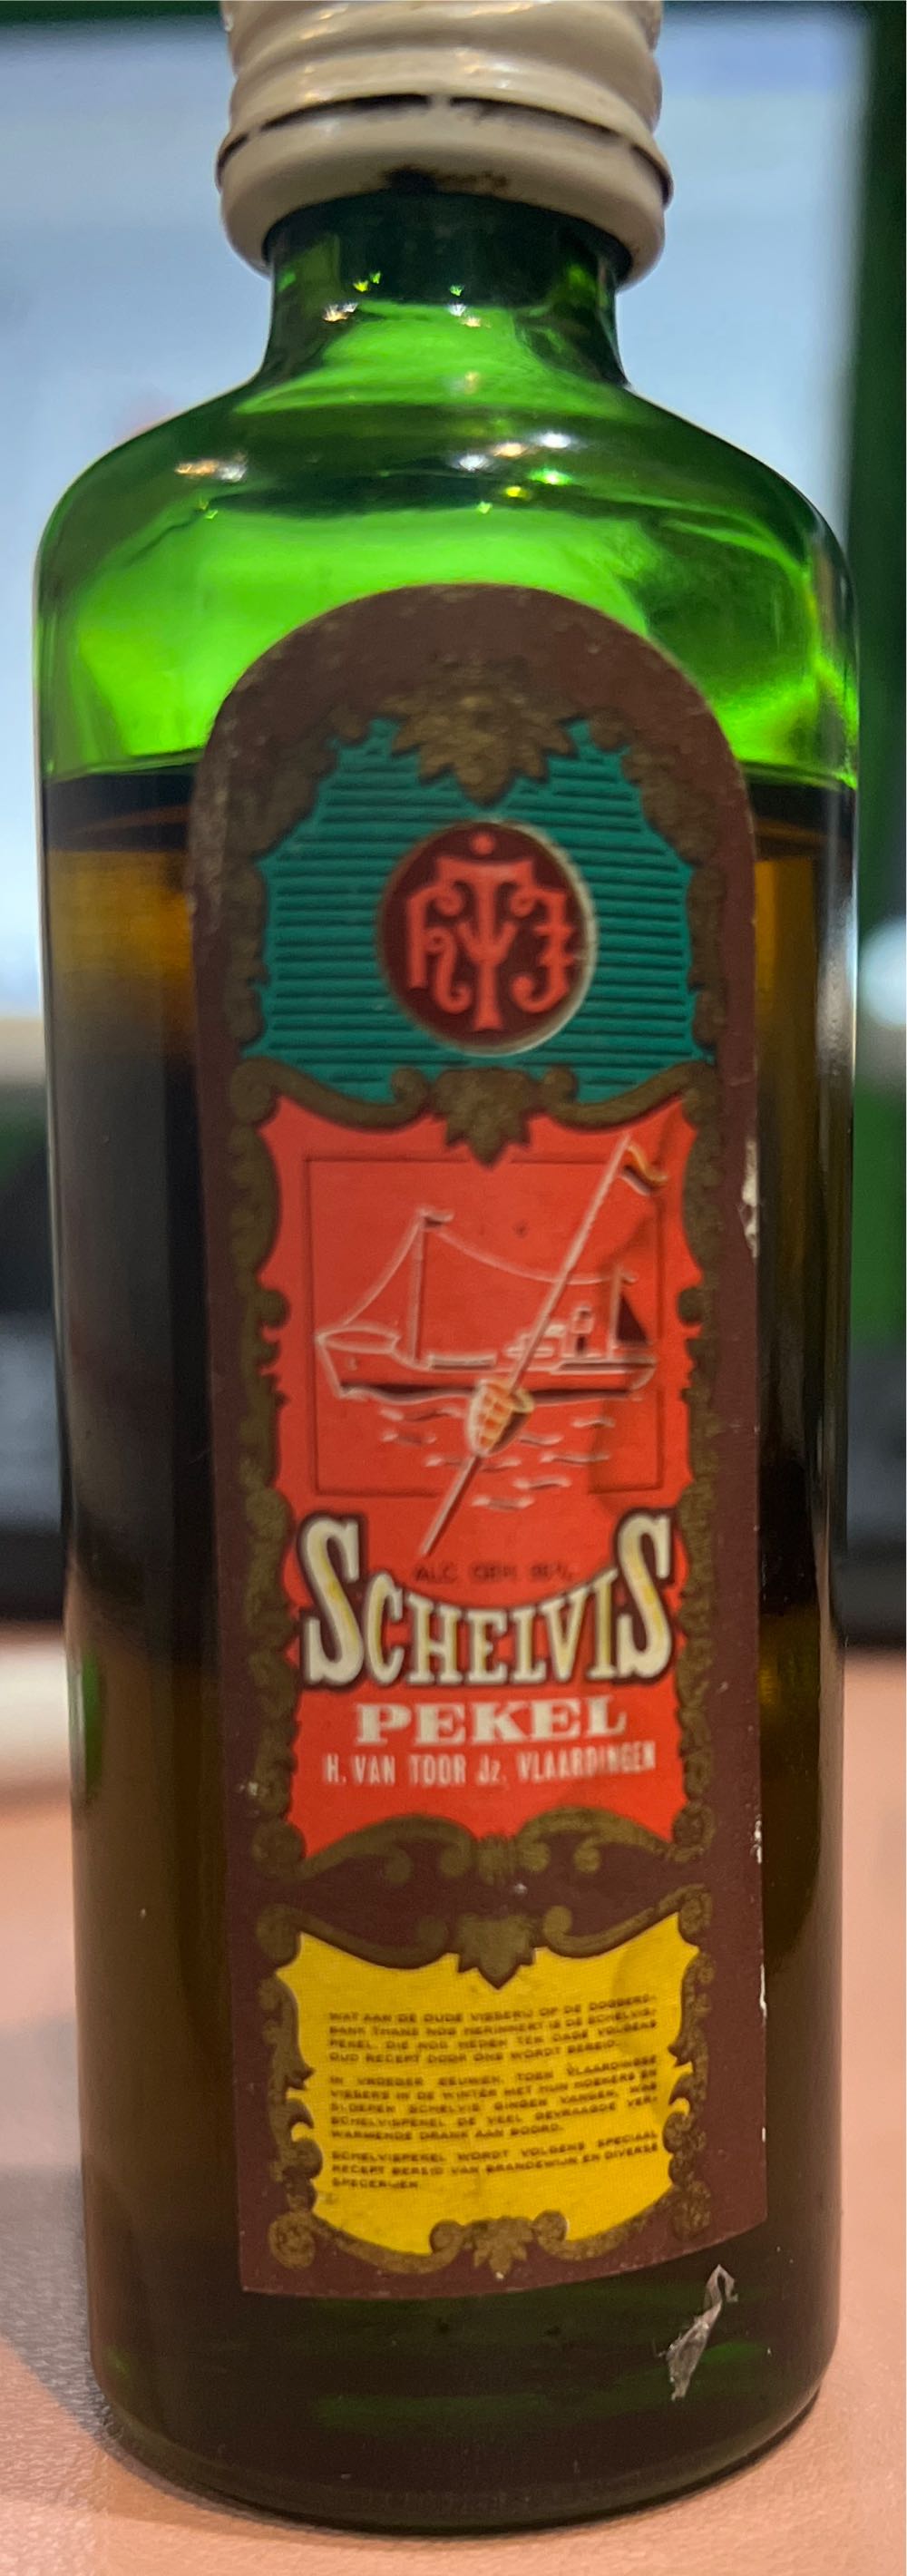 HTJ
ALC. GEH.
SCHELVIS
PEKEL
H. VAN TOOR Jz. VLAARDINGEN
WAT AAN DE OUDE VISSERIJ OP DE DOGGERS-
BANK THANS NOG HERINNERT IS DE SCHELVIS-
PEKEL, DIE NOG HEDEN TEN DAGE VOLGENS
OUD RECEPT DOOR ONS WORDT BEREID.
IN VROEGER EEUWEN, TOEN VLAARDINGSE
VISSERS IN DE WINTER MET HUN HOEKERS EN
SLOEPEN SCHELVIS GINGEN VANGEN, WAS
SCHELVISPEKEL DE VEEL GEVRAAGDE VER-
WARMENDE DRANK AAN BOORD.
SCHELVISPEKEL WORDT VOLGENS SPECIAAL
RECEPT BEREID VAN BRANDEWIJN EN DIVERSE
SPECERIJEN